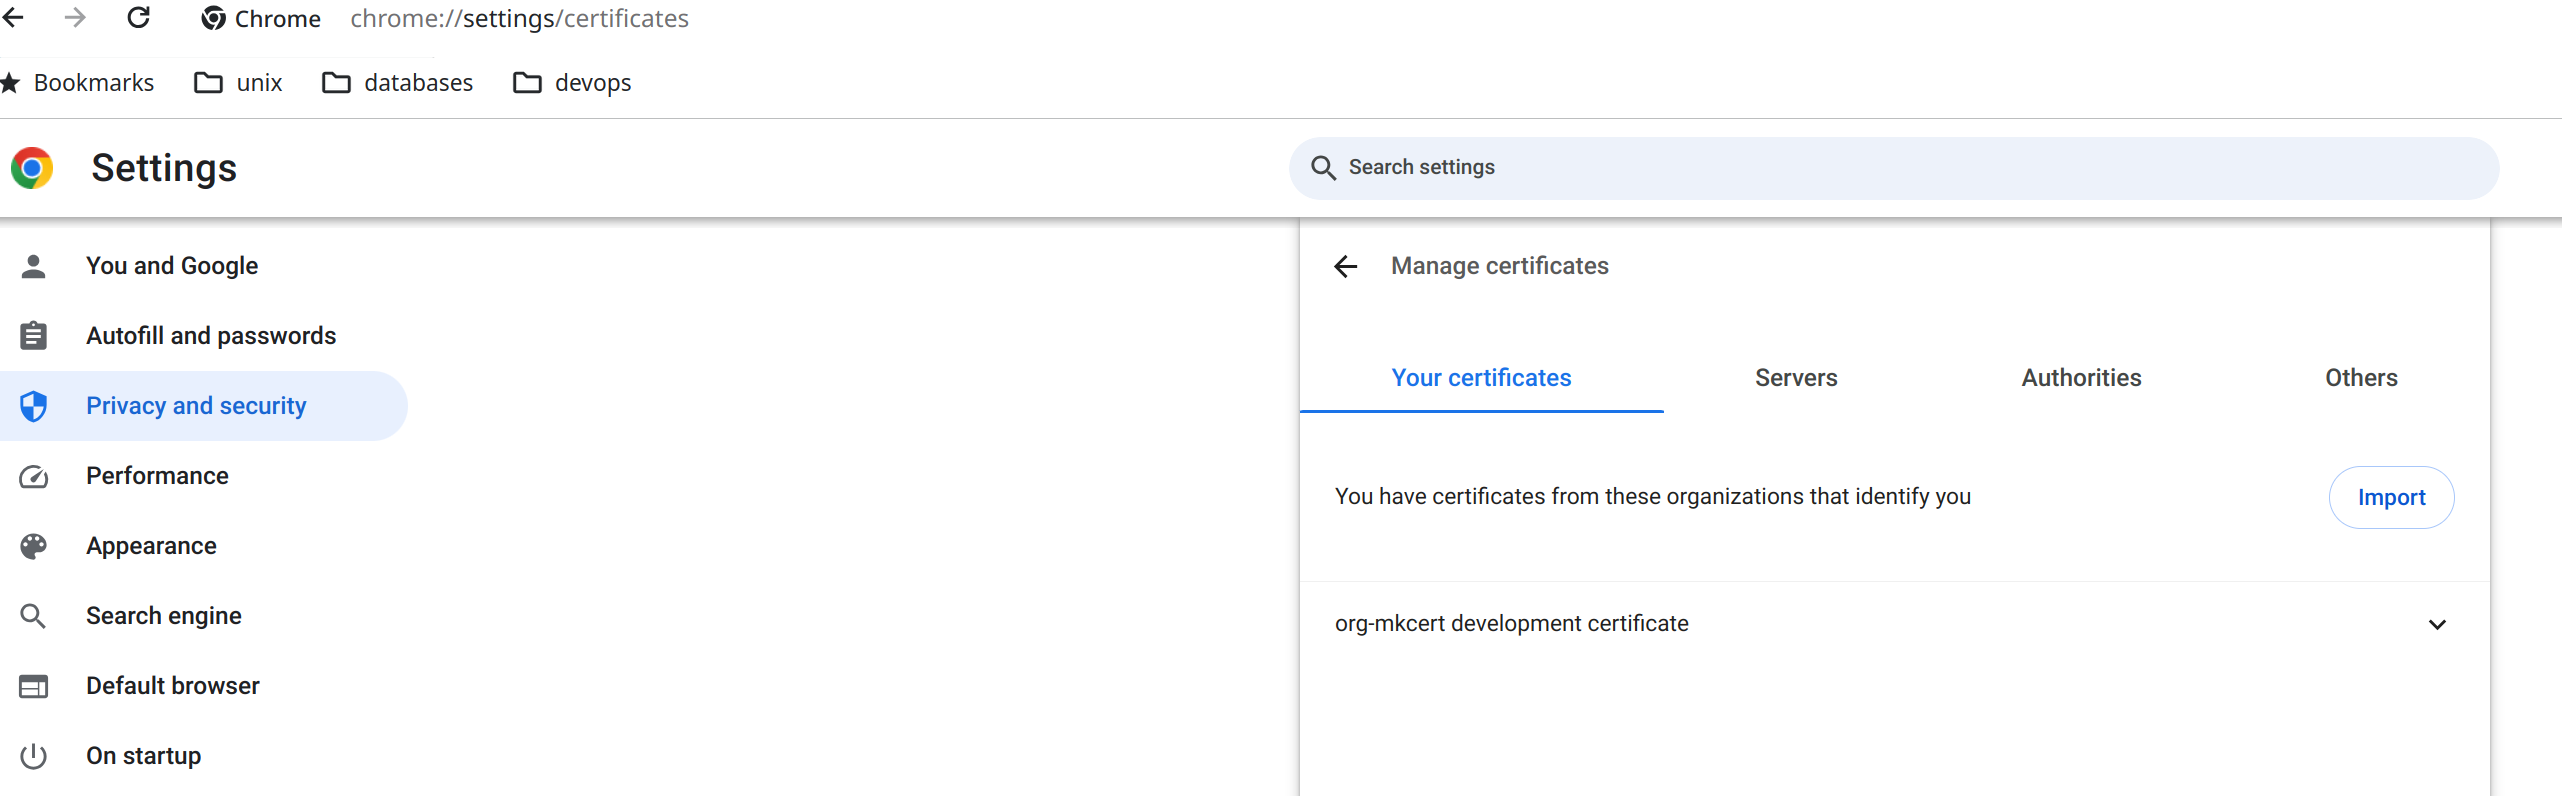 Chrome chrome://settings/certificates
Bookmarks unix databases devops
Settings
Search settings
You and Google
Autofill and passwords
Privacy and security
Performance
Appearance
Search engine
Default browser
On startup
Manage certificates
Your certificates Servers Authorities Others
You have certificates from these organizations that identify you Import
org-mkcert development certificate